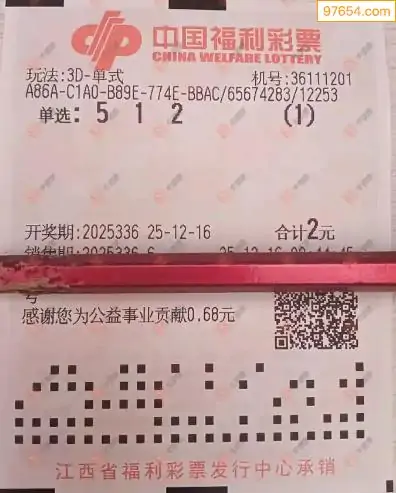 97654.com
中国福利彩票
CHINA WELFARE LOTTERY
玩法:3D-单式 机号:36111201
A86A-C1A0-B89E-774E-BBAC/65674283/12253
单选: 5 1 2 (1)
开奖期:2025336 25-12-16 合计2元
销售期:2025336-6 25-12-16
号
感谢您为公益事业贡献0.68元
江西省福利彩票发行中心承销